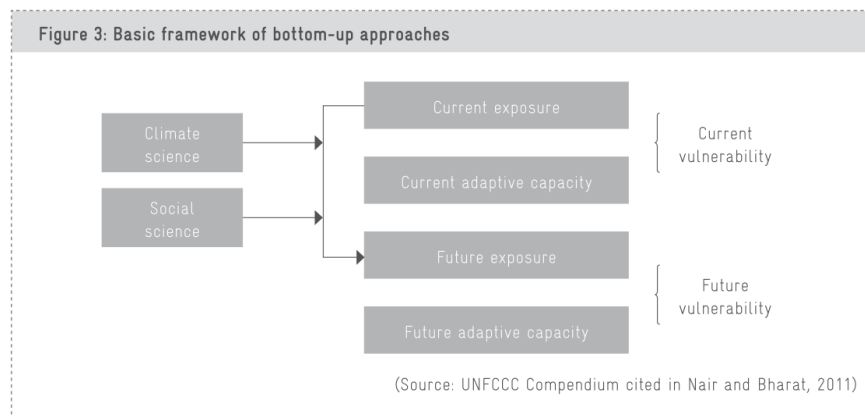 Figure 3: Basic framework of bottom-up approaches
Climate
science
Social
science
Current exposure
Current adaptive capacity
Future exposure
Future adaptive capacity
Current
vulnerability
Future
vulnerability
(Source: UNFCCC Compendium cited in Nair and Bharat, 2011)